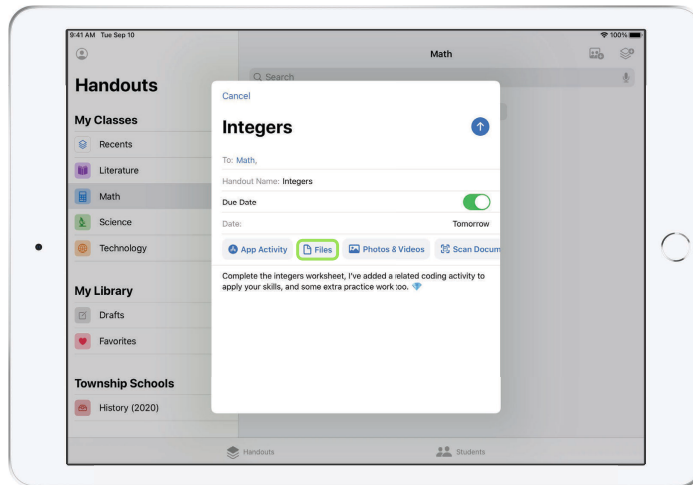 9:41 AM Tue Sep 10
100%
Math
Handouts
Search
My Classes
Recents
Literature
Math
Science
Technology
My Library
Drafts
Favorites
Township Schools
History (2020)
Cancel
Integers
To: Math,
Handout Name: Integers
Due Date
Date: Tomorrow
App Activity Files Photos & Videos Scan Docum
Complete the integers worksheet, I've added a related coding activity to
apply your skills, and some extra practice work too.
Handouts Students